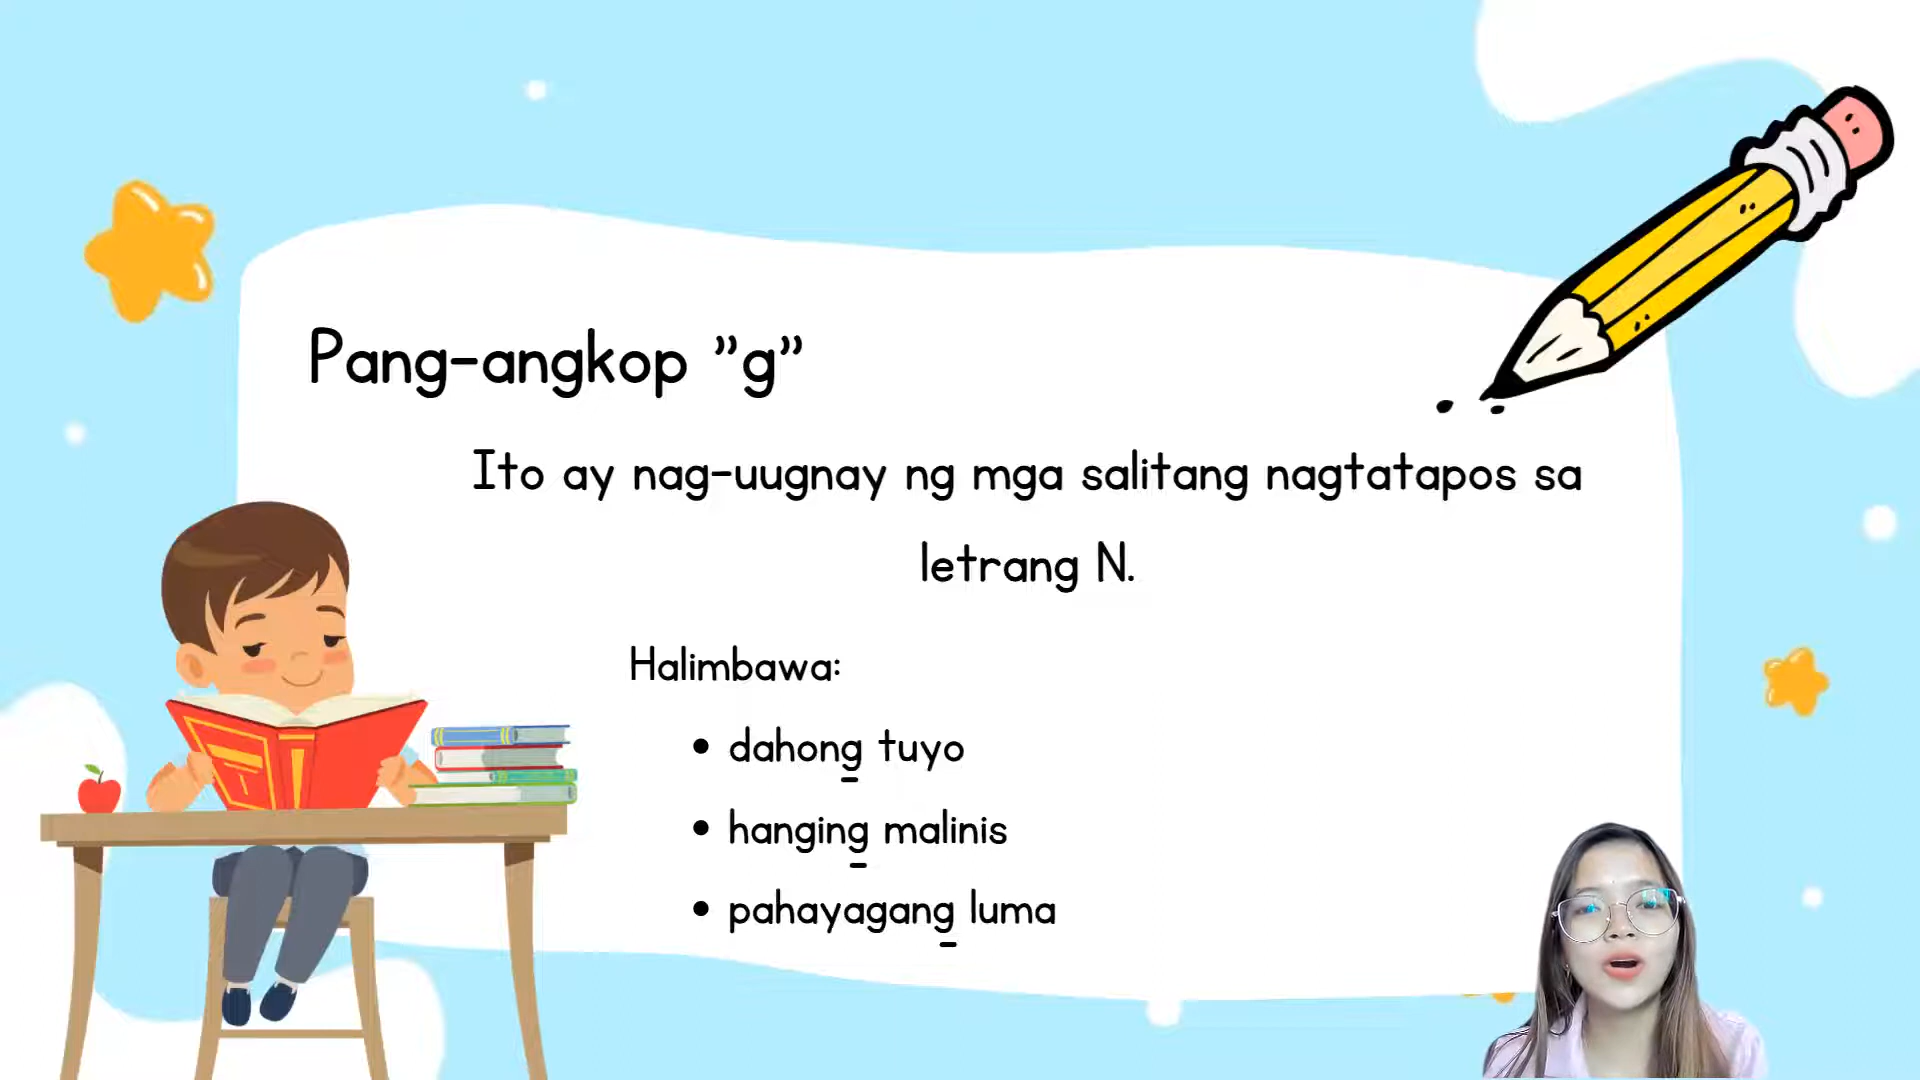 Pang-angkop ”g”
Ito ay nag-uugnay ng mga salitang nagtatapos sa
letrang N.
Halimbawa:
• dahong tuyo
• hanging malinis
• pahayagang luma